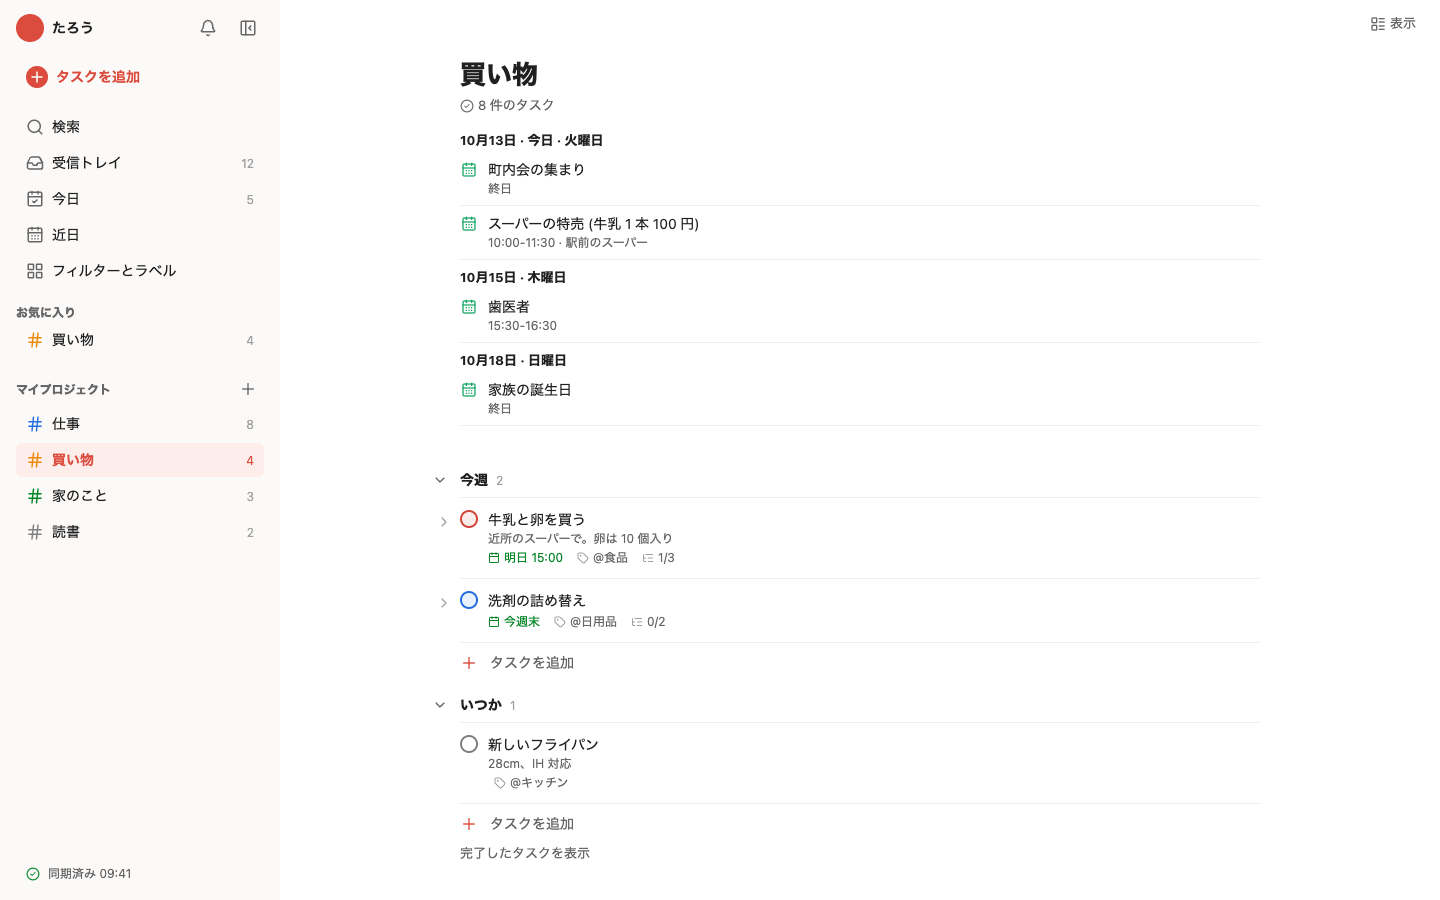 たろう
タスクを追加
検索
受信トレイ 12
今日 5
近日
フィルターとラベル
お気に入り
買い物 4
マイプロジェクト
仕事 8
買い物 4
家のこと 3
読書 2
同期済み 09:41
表示
買い物
8 件のタスク
10月13日 · 今日 · 火曜日
町内会の集まり
終日
スーパーの特売 (牛乳 1 本 100 円)
10:00-11:30 · 駅前のスーパー
10月15日 · 木曜日
歯医者
15:30-16:30
10月18日 · 日曜日
家族の誕生日
終日
今週 2
牛乳と卵を買う
近所のスーパーで。卵は 10 個入り
明日 15:00 @食品 1/3
洗剤の詰め替え
今週末 @日用品 0/2
タスクを追加
いつか 1
新しいフライパン
28cm、IH 対応
@キッチン
タスクを追加
完了したタスクを表示